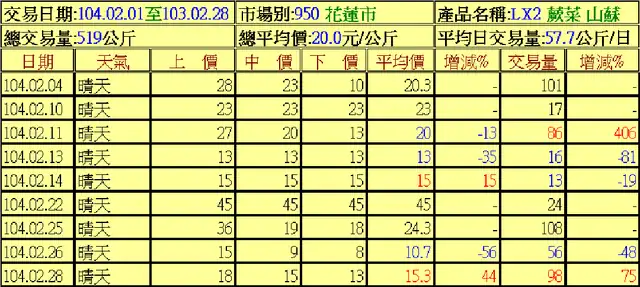 交易日期:104.02.01至103.02.28 市場別:950 花蓮市 產品名稱:LX2 蕨菜 山蘇
總交易量:519公斤 總平均價:20.0元/公斤 平均日交易量:57.7公斤/日
日期 天氣 上 價 中 價 下 價 平均價 增減% 交易量 增減%
104.02.04 晴天 28 23 10 20.3 - 101 -
104.02.10 晴天 23 23 23 23 - 17 -
104.02.11 晴天 27 20 13 20 -13 86 406
104.02.13 晴天 13 13 13 13 -35 16 -81
104.02.14 晴天 15 15 15 15 15 13 -19
104.02.22 晴天 45 45 45 45 - 24 -
104.02.25 晴天 36 19 18 24.3 - 108 -
104.02.26 晴天 15 9 8 10.7 -56 56 -48
104.02.28 晴天 18 15 13 15.3 44 98 75